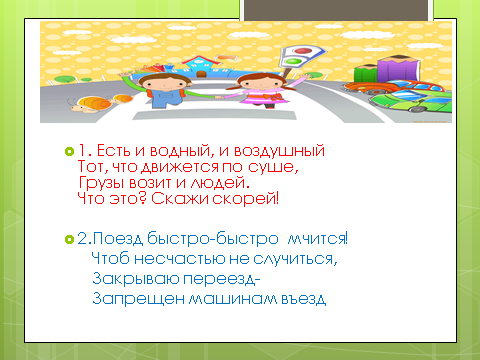 1. Есть и водный, и воздушный
Тот, что движется по суше,
Грузы возит и людей.
Что это? Скажи скорей!
2.Поезд быстро-быстро мчится!
Чтоб несчастью не случиться,
Закрываю переезд-
Запрещен машинам въезд